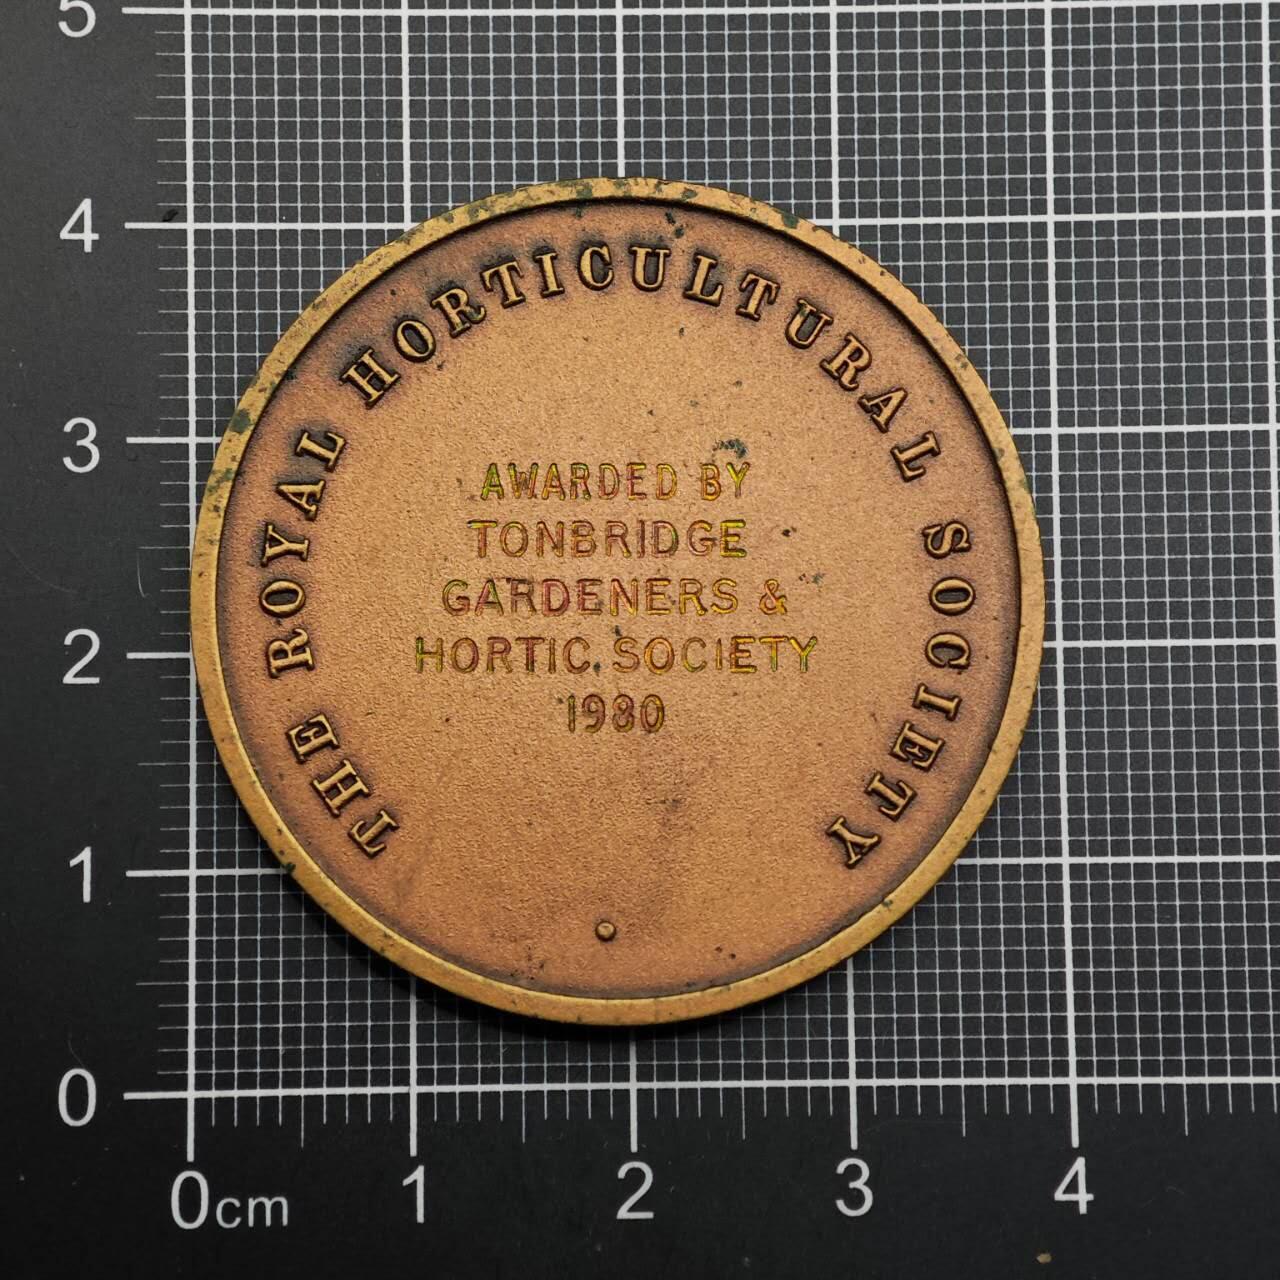 THE ROYAL HORTICULTURAL SOCIETY
AWARDED BY
TONBRIDGE
GARDENERS &
HORTIC. SOCIETY
1980
5
4
3
2
1
0
0cm 1 2 3 4